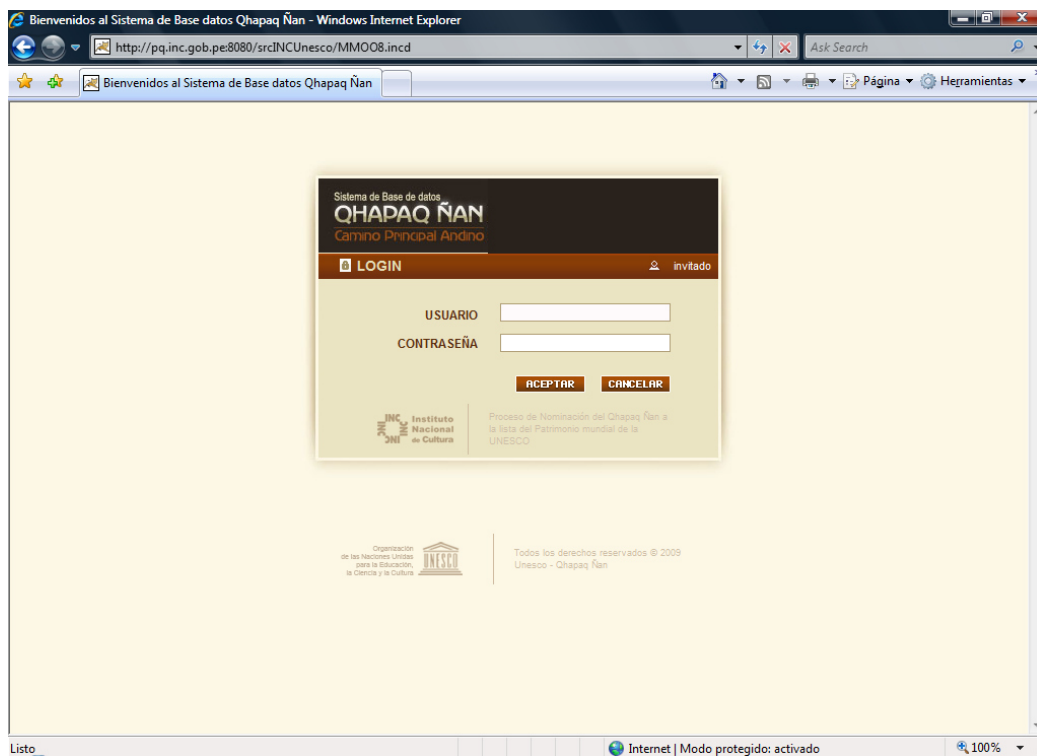 Bienvenidos al Sistema de Base datos Qhapaq Ñan - Windows Internet Explorer
http://pq.inc.gob.pe:8080/srcINCUnesco/MMOO8.incd
Ask Search
Bienvenidos al Sistema de Base datos Qhapaq Ñan
Página
Herramientas
Sistema de Base de datos
QHAPAQ ÑAN
Camino Principal Andino
LOGIN
invitado
USUARIO
CONTRASEÑA
ACEPTAR
CANCELAR
INC INC INC INC
Instituto
Nacional
de Cultura
Proceso de Nominación del Qhapaq Ñan a
la lista del Patrimonio mundial de la
UNESCO
Organización
de las Naciones Unidas
para la Educación,
la Ciencia y la Cultura
UNESCO
Todos los derechos reservados © 2009
Unesco - Qhapaq Ñan
Listo
Internet | Modo protegido: activado
100%